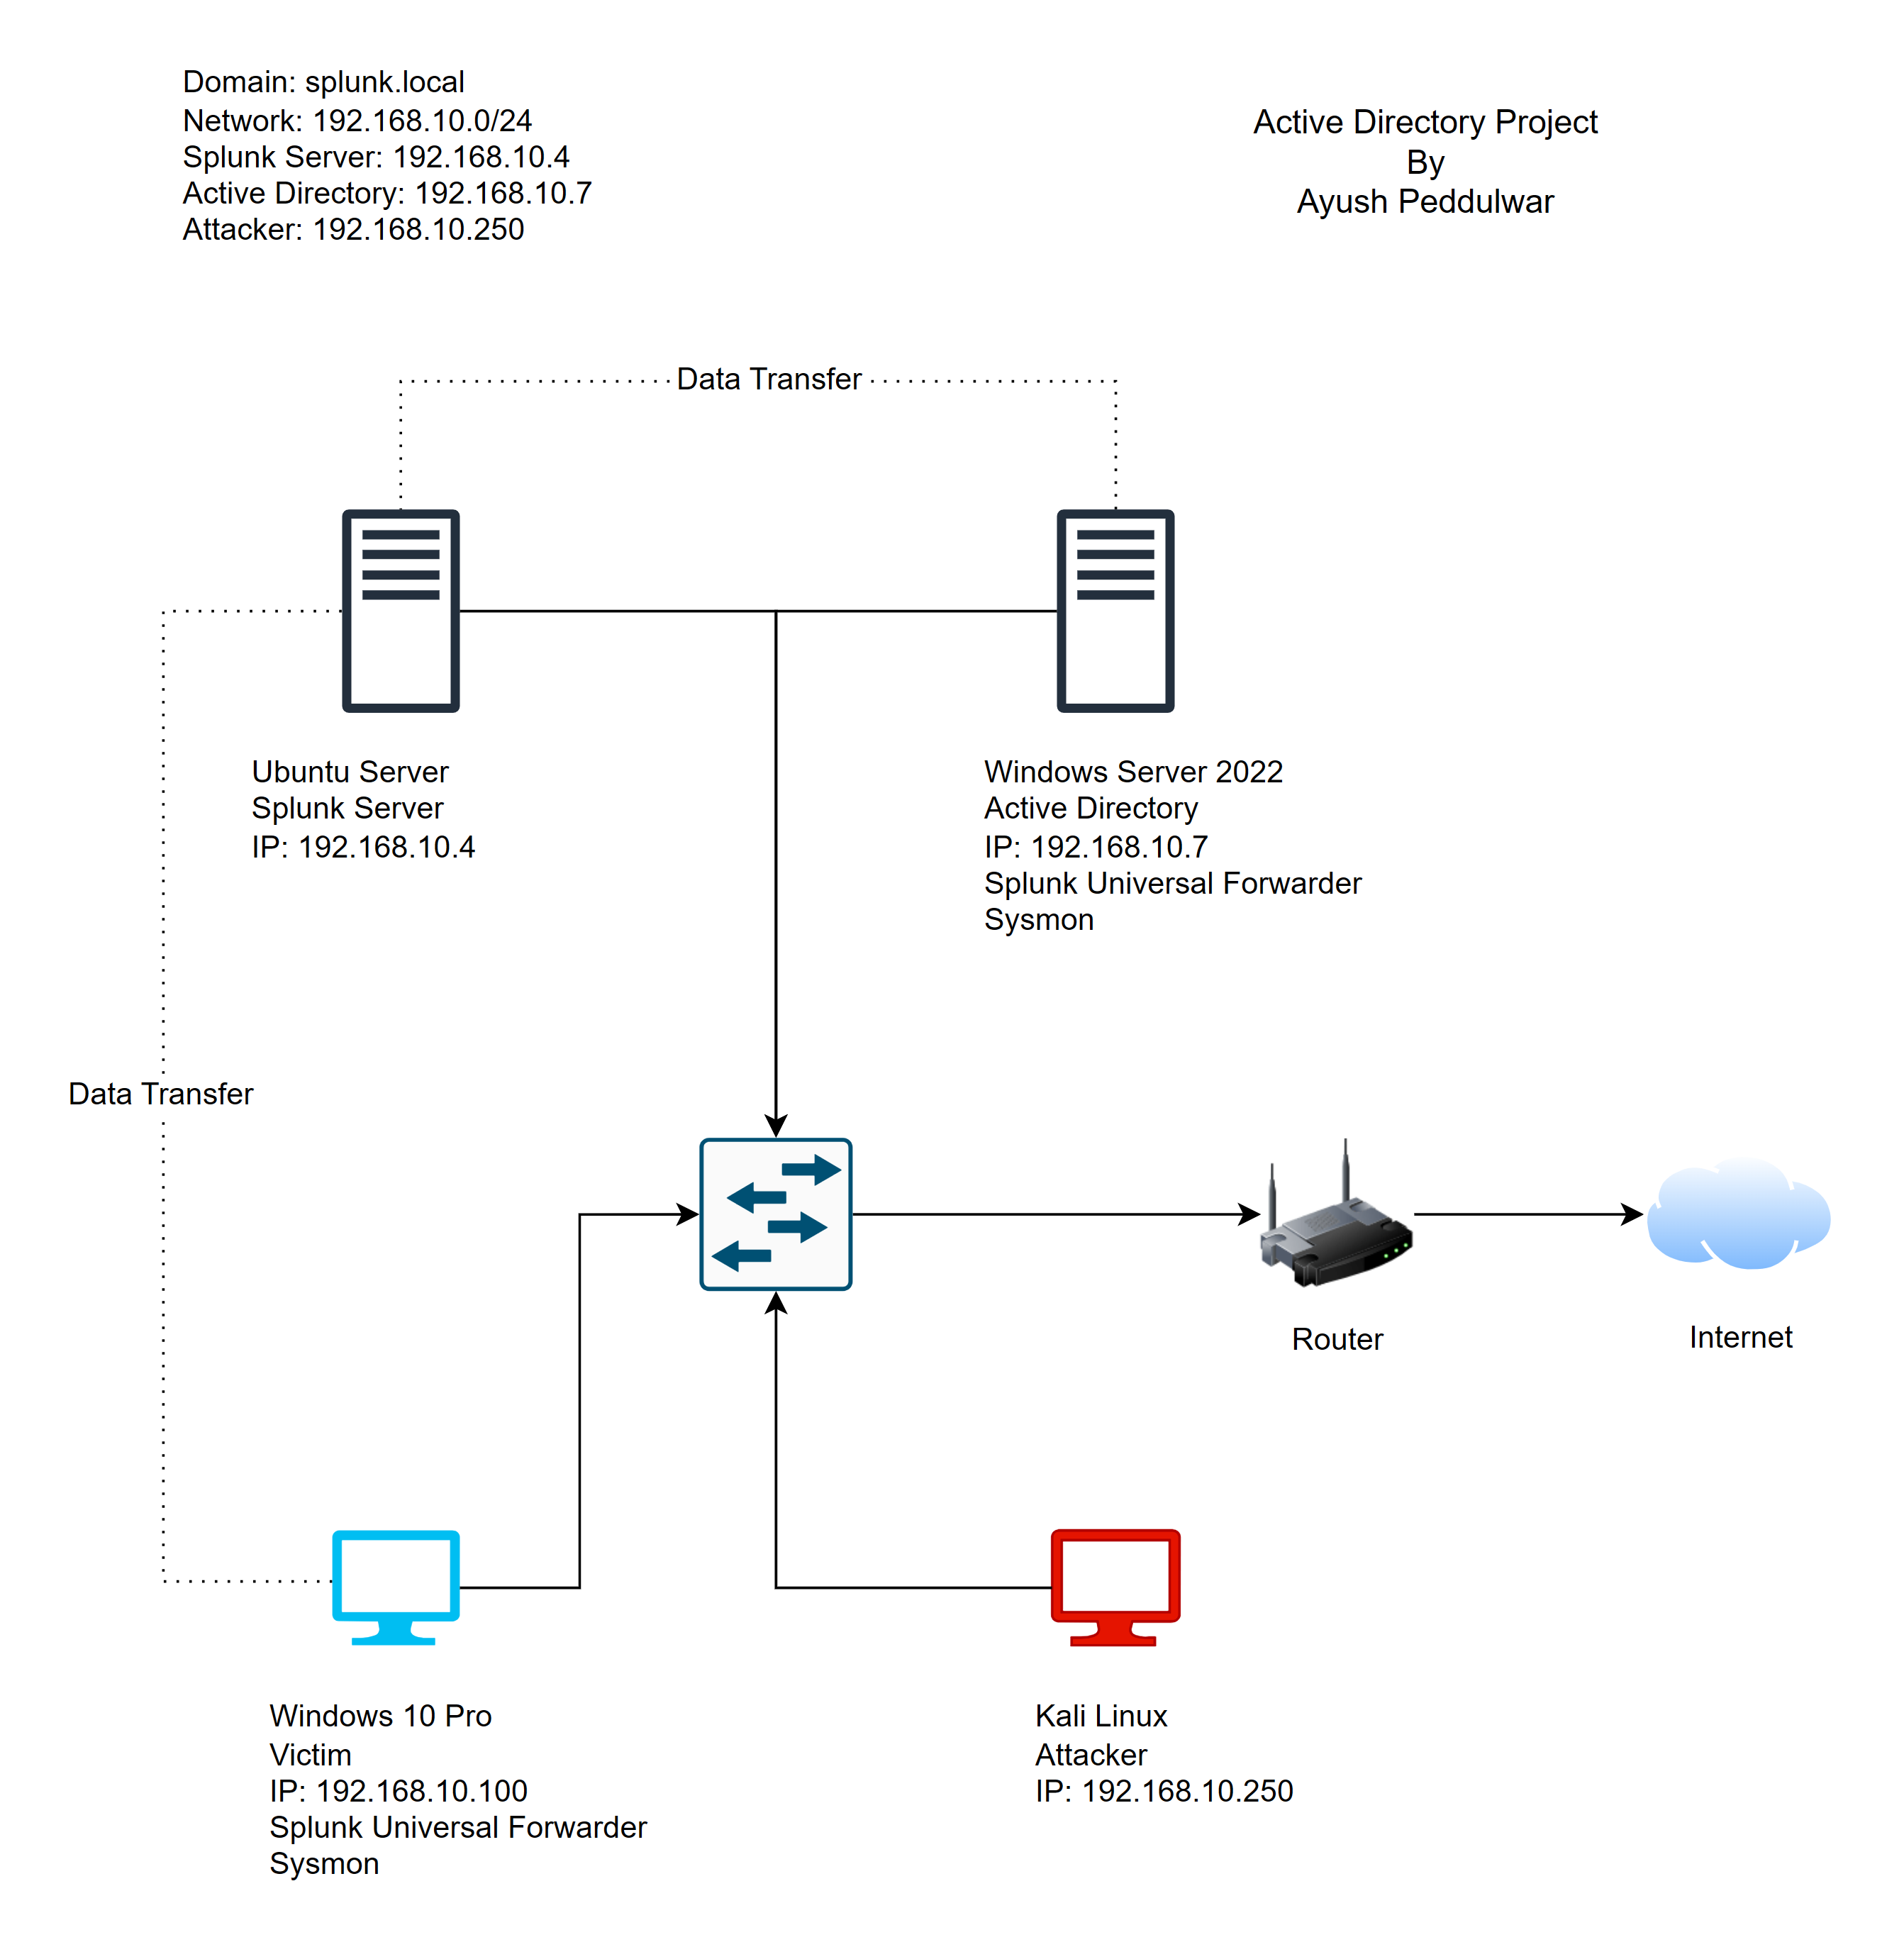 Domain: splunk.local
Network: 192.168.10.0/24
Splunk Server: 192.168.10.4
Active Directory: 192.168.10.7
Attacker: 192.168.10.250
Active Directory Project
By
Ayush Peddulwar
Data Transfer
Ubuntu Server
Splunk Server
IP: 192.168.10.4
Windows Server 2022
Active Directory
IP: 192.168.10.7
Splunk Universal Forwarder
Sysmon
Data Transfer
Router
Internet
Windows 10 Pro
Victim
IP: 192.168.10.100
Splunk Universal Forwarder
Sysmon
Kali Linux
Attacker
IP: 192.168.10.250